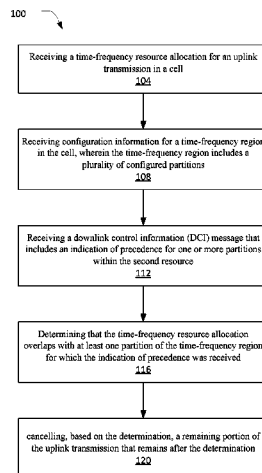 100
Receiving a time-frequency resource allocation for an uplink
transmission in a cell
104
Receiving configuration information for a time-frequency region
in the cell, wherein the time-frequency region includes a
plurality of configured partitions
108
Receiving a downlink control information (DCI) message that
includes an indication of precedence for one or more partitions
within the second resource
112
Determining that the time-frequency resource allocation
overlaps with at least one partition of the time-frequency region
for which the indication of precedence was received
116
cancelling, based on the determination, a remaining portion of
the uplink transmission that remains after the determination
120